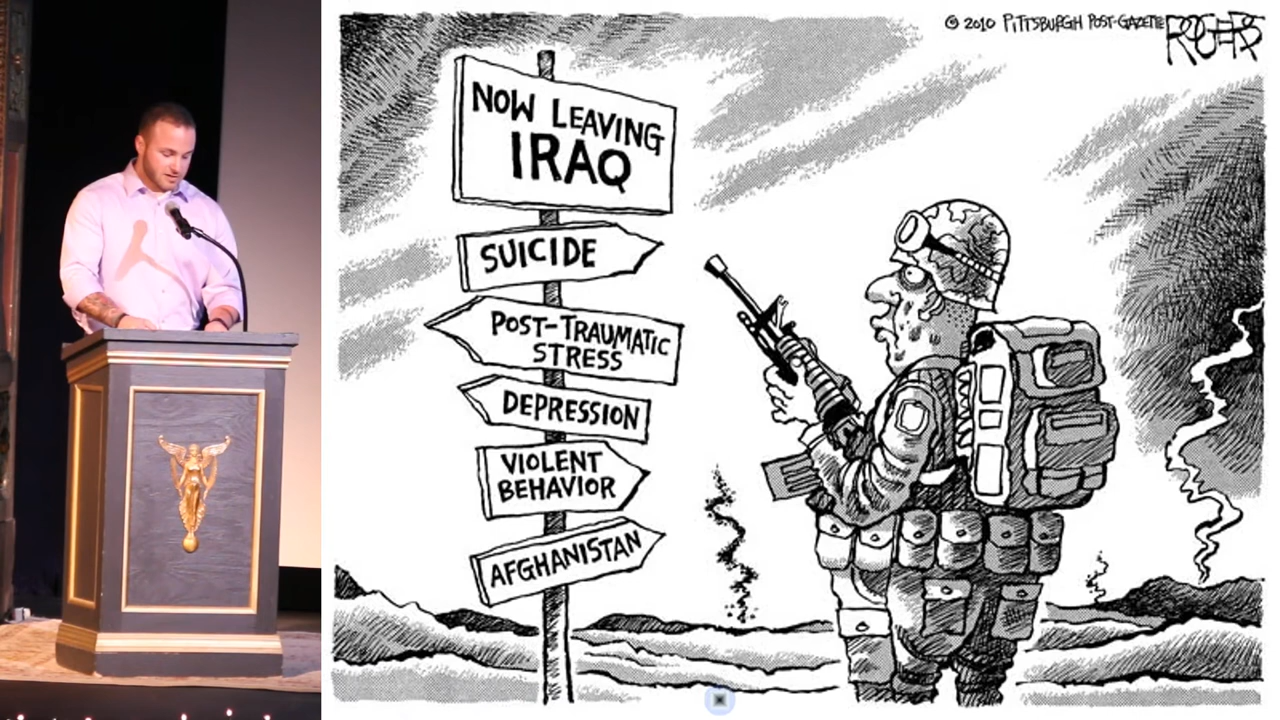 © 2010 PITTSBURGH POST-GAZETTE ROGERS
NOW LEAVING
IRAQ
SUICIDE
POST-TRAUMATIC
STRESS
DEPRESSION
VIOLENT
BEHAVIOR
AFGHANISTAN